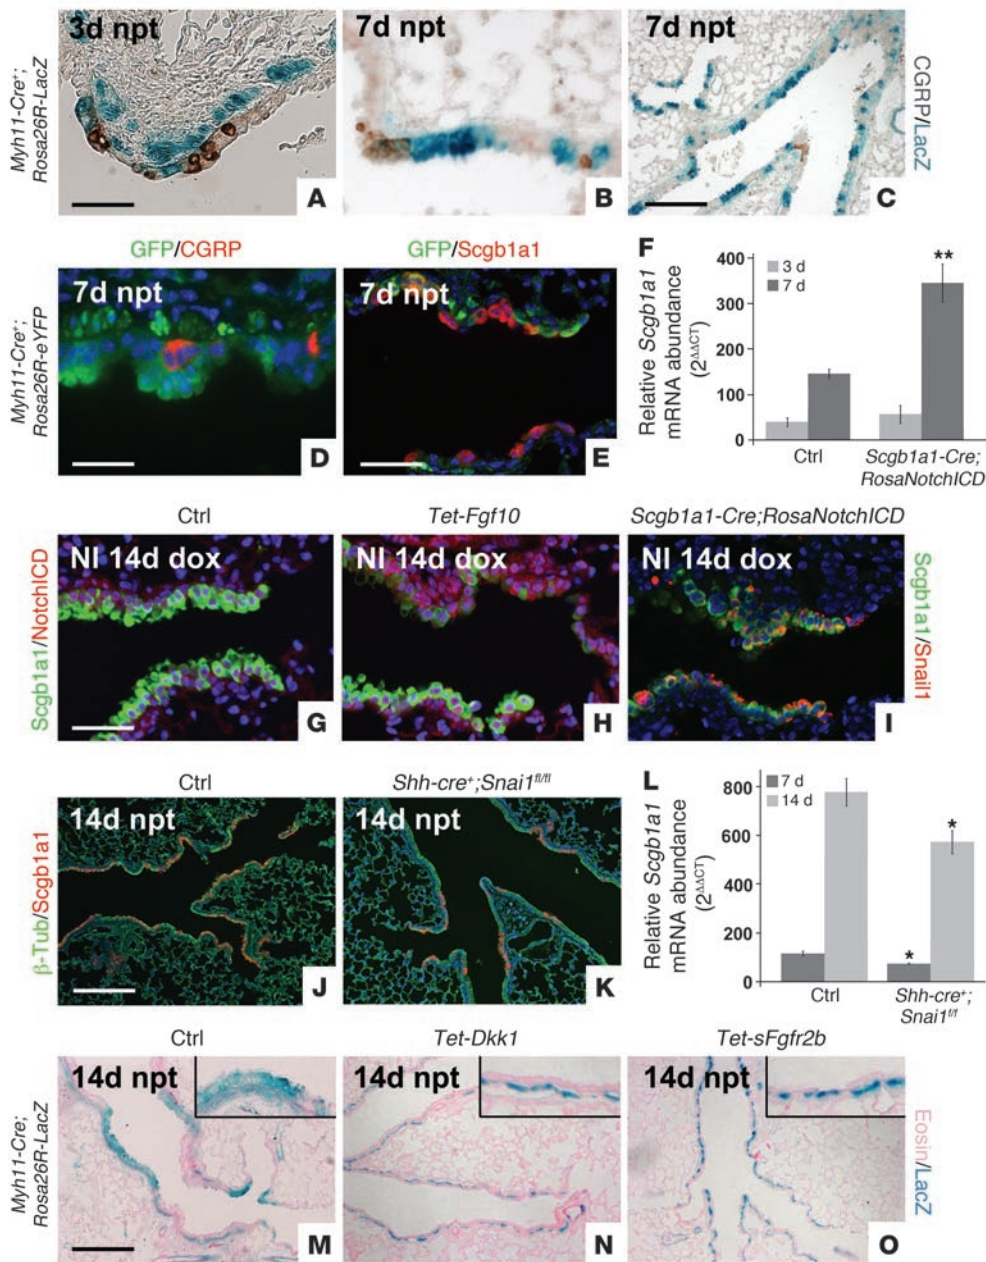 3d npt
7d npt
7d npt
Myh11-Cre⁺;
Rosa26R-LacZ
CGRP/LacZ
A
B
C
GFP/CGRP
GFP/Scgb1a1
7d npt
7d npt
Myh11-Cre⁺;
Rosa26R-eYFP
D
E
F
Relative Scgb1a1
mRNA abundance
(2ΔΔCT)
400
300
200
100
0
3 d
7 d
**
Ctrl
Scgb1a1-Cre;
RosaNotchICD
Ctrl
Tet-Fgf10
Scgb1a1-Cre;RosaNotchICD
NI 14d dox
NI 14d dox
NI 14d dox
Scgb1a1/NotchICD
Scgb1a1/Snail1
G
H
I
Ctrl
Shh-cre⁺;Snai1fl/fl
14d npt
14d npt
β-Tub/Scgb1a1
J
K
L
Relative Scgb1a1
mRNA abundance
(2ΔΔCT)
800
600
400
200
0
7 d
14 d
*
*
Ctrl
Shh-cre⁺;
Snai1f/f
Ctrl
Tet-Dkk1
Tet-sFgfr2b
14d npt
14d npt
14d npt
Myh11-Cre;
Rosa26R-LacZ
Eosin/LacZ
M
N
O